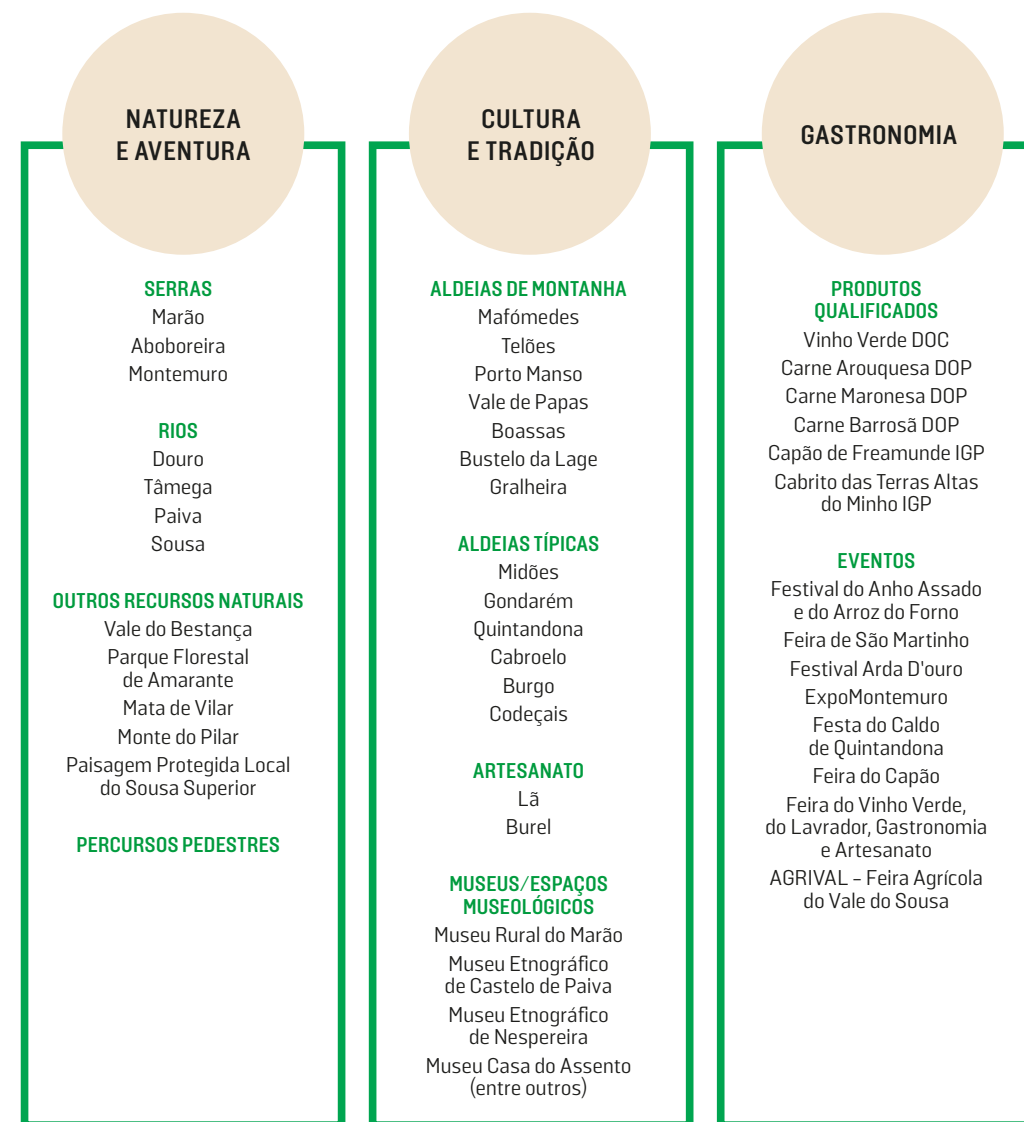 NATUREZA
E AVENTURA
SERRAS
Marão
Aboboreira
Montemuro
RIOS
Douro
Tâmega
Paiva
Sousa
OUTROS RECURSOS NATURAIS
Vale do Bestança
Parque Florestal
de Amarante
Mata de Vilar
Monte do Pilar
Paisagem Protegida Local
do Sousa Superior
PERCURSOS PEDESTRES
CULTURA
E TRADIÇÃO
ALDEIAS DE MONTANHA
Mafómedes
Telões
Porto Manso
Vale de Papas
Boassas
Bustelo da Lage
Gralheira
ALDEIAS TÍPICAS
Midões
Gondarém
Quintandona
Cabroelo
Burgo
Codeçais
ARTESANATO
Lã
Burel
MUSEUS/ESPAÇOS
MUSEOLÓGICOS
Museu Rural do Marão
Museu Etnográfico
de Castelo de Paiva
Museu Etnográfico
de Nespereira
Museu Casa do Assento
(entre outros)
GASTRONOMIA
PRODUTOS
QUALIFICADOS
Vinho Verde DOC
Carne Arouquesa DOP
Carne Maronesa DOP
Carne Barrosã DOP
Capão de Freamunde IGP
Cabrito das Terras Altas
do Minho IGP
EVENTOS
Festival do Anho Assado
e do Arroz do Forno
Feira de São Martinho
Festival Arda D'ouro
ExpoMontemuro
Festa do Caldo
de Quintandona
Feira do Capão
Feira do Vinho Verde,
do Lavrador, Gastronomia
e Artesanato
AGRIVAL – Feira Agrícola
do Vale do Sousa